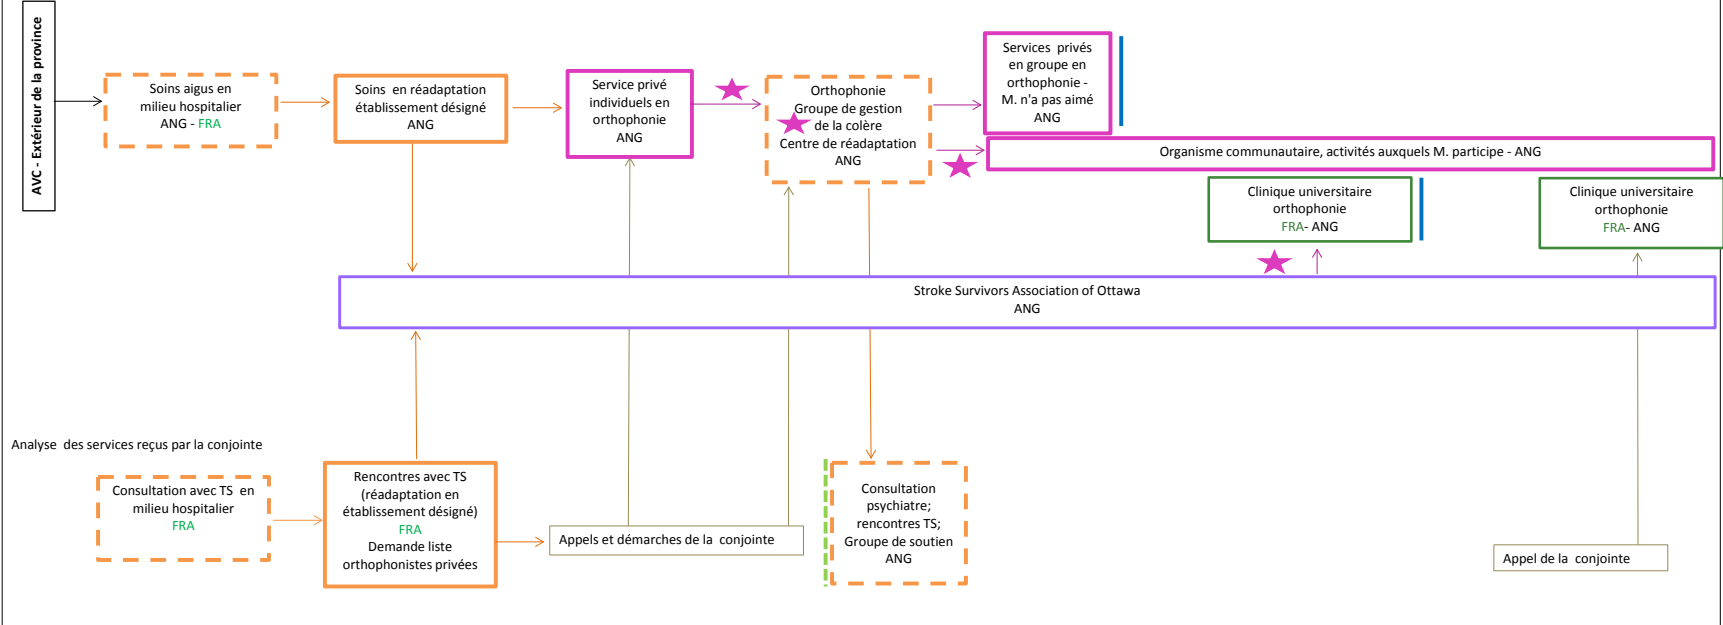 AVC - Extérieur de la province
Soins aigus en
milieu hospitalier
ANG - FRA
Soins en réadaptation
établissement désigné
ANG
Service privé
individuels en
orthophonie
ANG
Orthophonie
Groupe de gestion
de la colère
Centre de réadaptation
ANG
Services privés
en groupe en
orthophonie -
M. n'a pas aimé
ANG
Organisme communautaire, activités auxquels M. participe - ANG
Clinique universitaire
orthophonie
FRA- ANG
Clinique universitaire
orthophonie
FRA- ANG
Stroke Survivors Association of Ottawa
ANG
Analyse des services reçus par la conjointe
Consultation avec TS en
milieu hospitalier
FRA
Rencontres avec TS
(réadaptation en
établissement désigné)
FRA
Demande liste
orthophonistes privées
Appels et démarches de la conjointe
Consultation
psychiatre;
rencontres TS;
Groupe de soutien
ANG
Appel de la conjointe